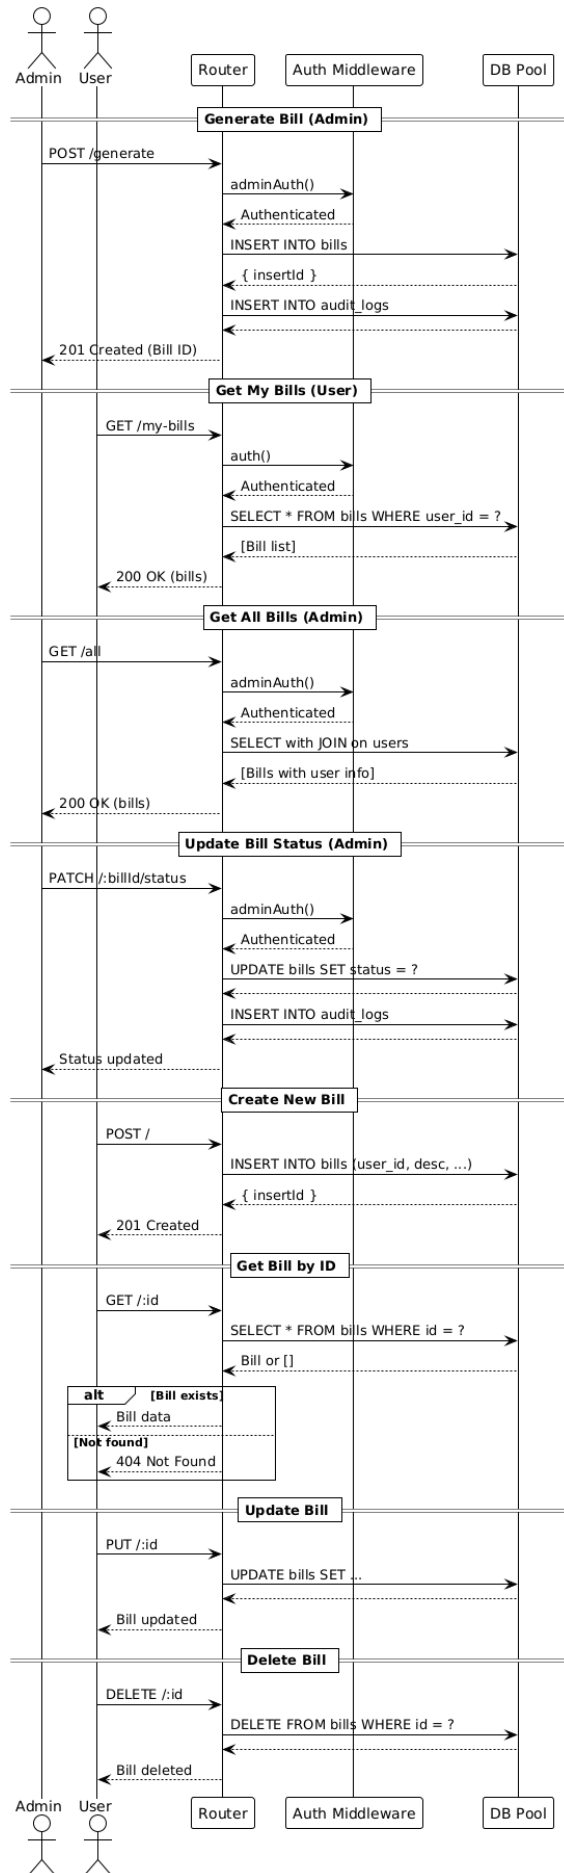 Admin
User
Router
Auth Middleware
DB Pool
Generate Bill (Admin)
POST /generate
adminAuth()
Authenticated
INSERT INTO bills
{ insertId }
INSERT INTO audit_logs
201 Created (Bill ID)
Get My Bills (User)
GET /my-bills
auth()
Authenticated
SELECT * FROM bills WHERE user_id = ?
[Bill list]
200 OK (bills)
Get All Bills (Admin)
GET /all
adminAuth()
Authenticated
SELECT with JOIN on users
[Bills with user info]
200 OK (bills)
Update Bill Status (Admin)
PATCH /:billId/status
adminAuth()
Authenticated
UPDATE bills SET status = ?
INSERT INTO audit_logs
Status updated
Create New Bill
POST /
INSERT INTO bills (user_id, desc, ...)
{ insertId }
201 Created
Get Bill by ID
GET /:id
SELECT * FROM bills WHERE id = ?
Bill or []
alt [Bill exists]
Bill data
[Not found]
404 Not Found
Update Bill
PUT /:id
UPDATE bills SET ...
Bill updated
Delete Bill
DELETE /:id
DELETE FROM bills WHERE id = ?
Bill deleted
Admin
User
Router
Auth Middleware
DB Pool